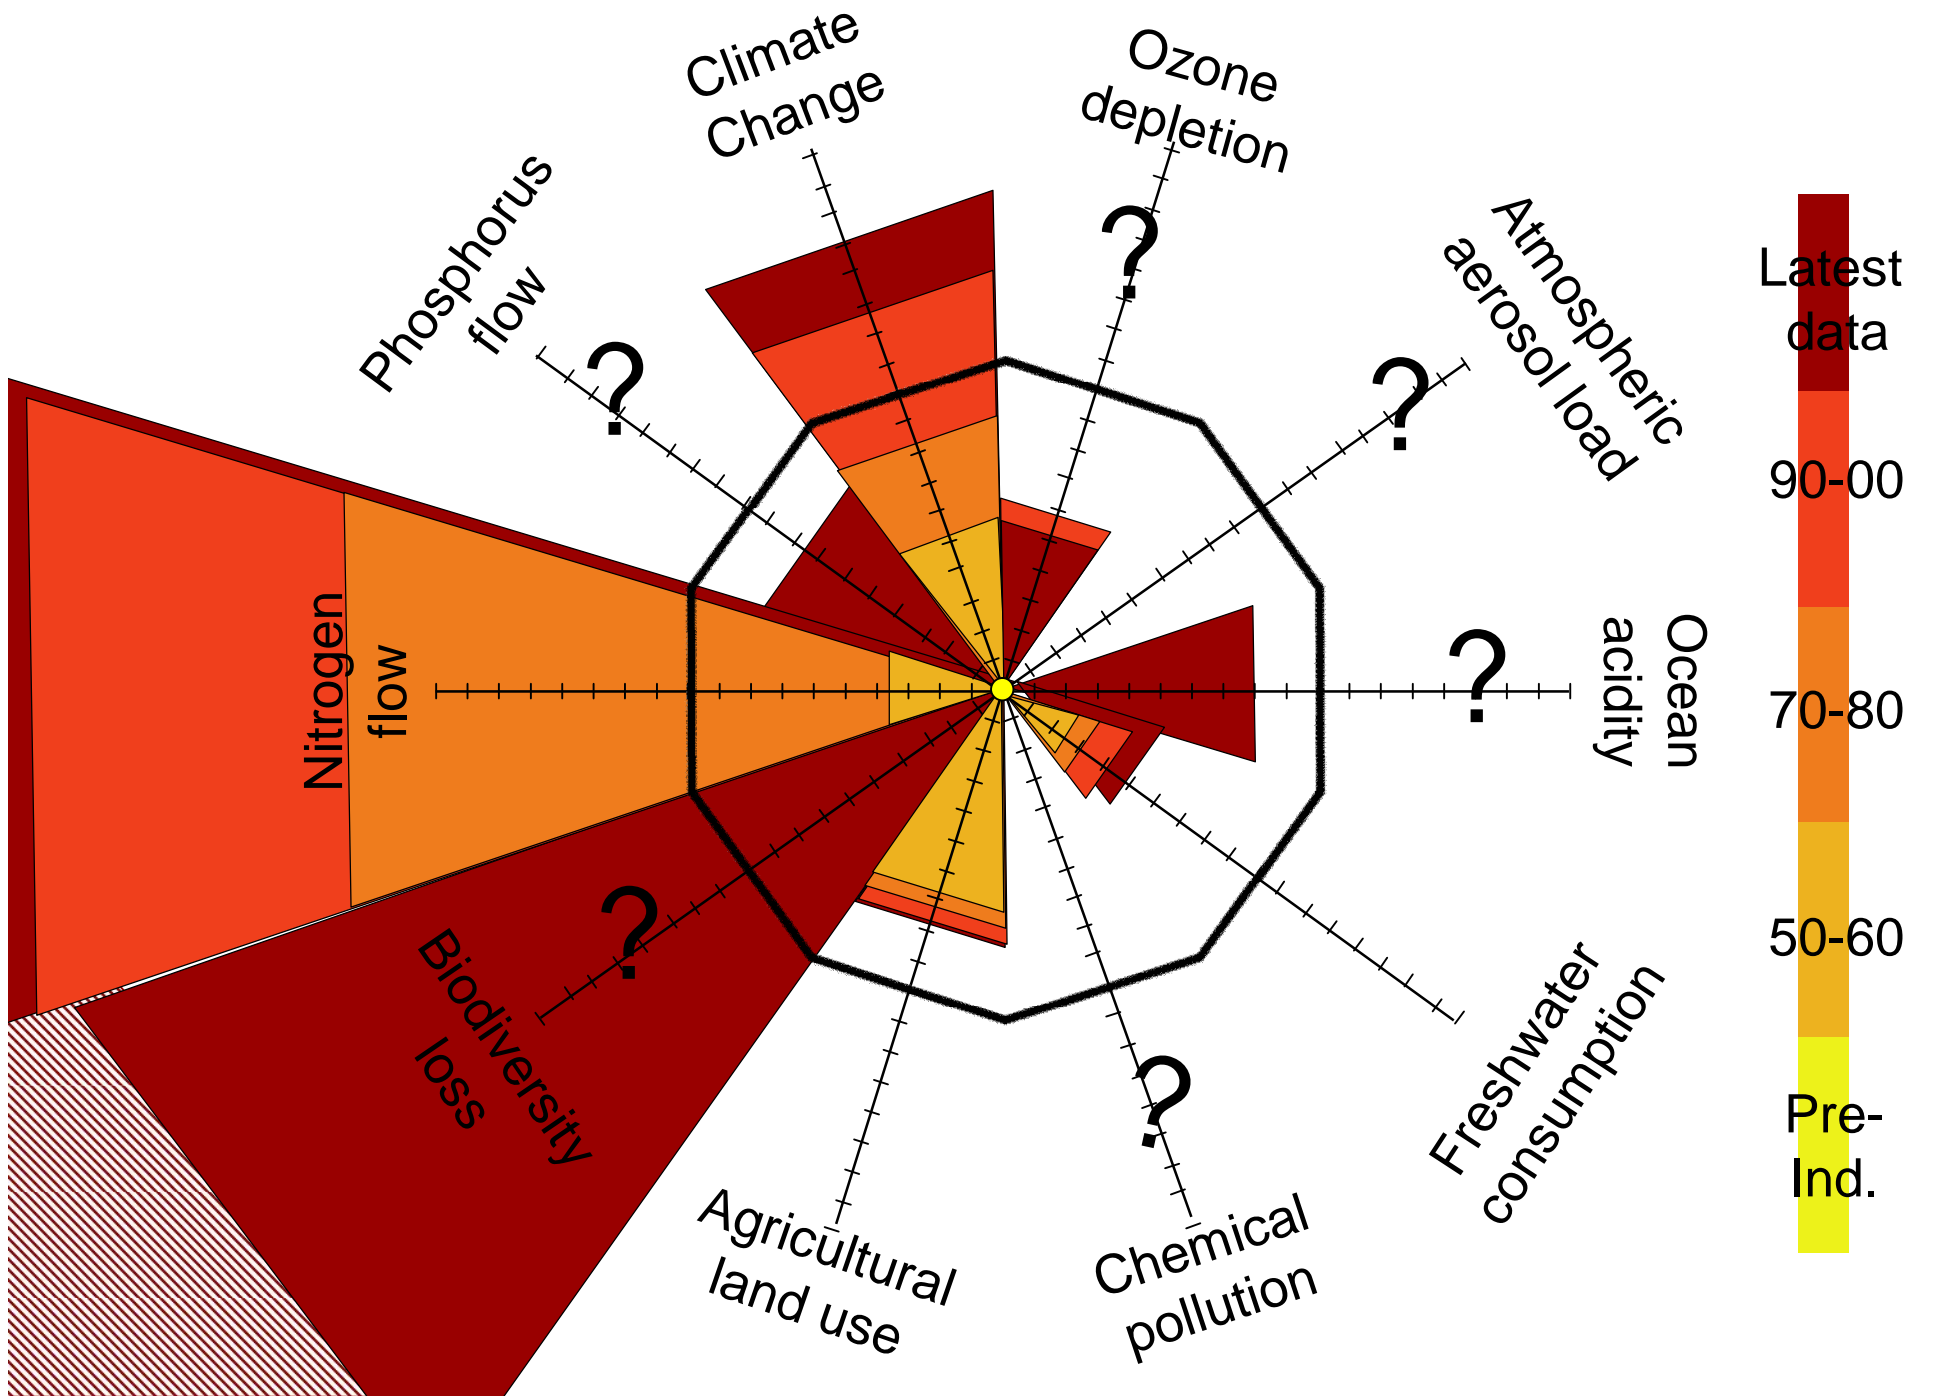 Climate
Change
Ozone
depletion
?
Atmospheric
aerosol load
?
Ocean
acidity
?
Freshwater
consumption
Chemical
pollution
?
Agricultural
land use
Biodiversity
loss
?
Nitrogen
flow
Phosphorus
flow
?
Latest
data
90-00
70-80
50-60
Pre-
Ind.